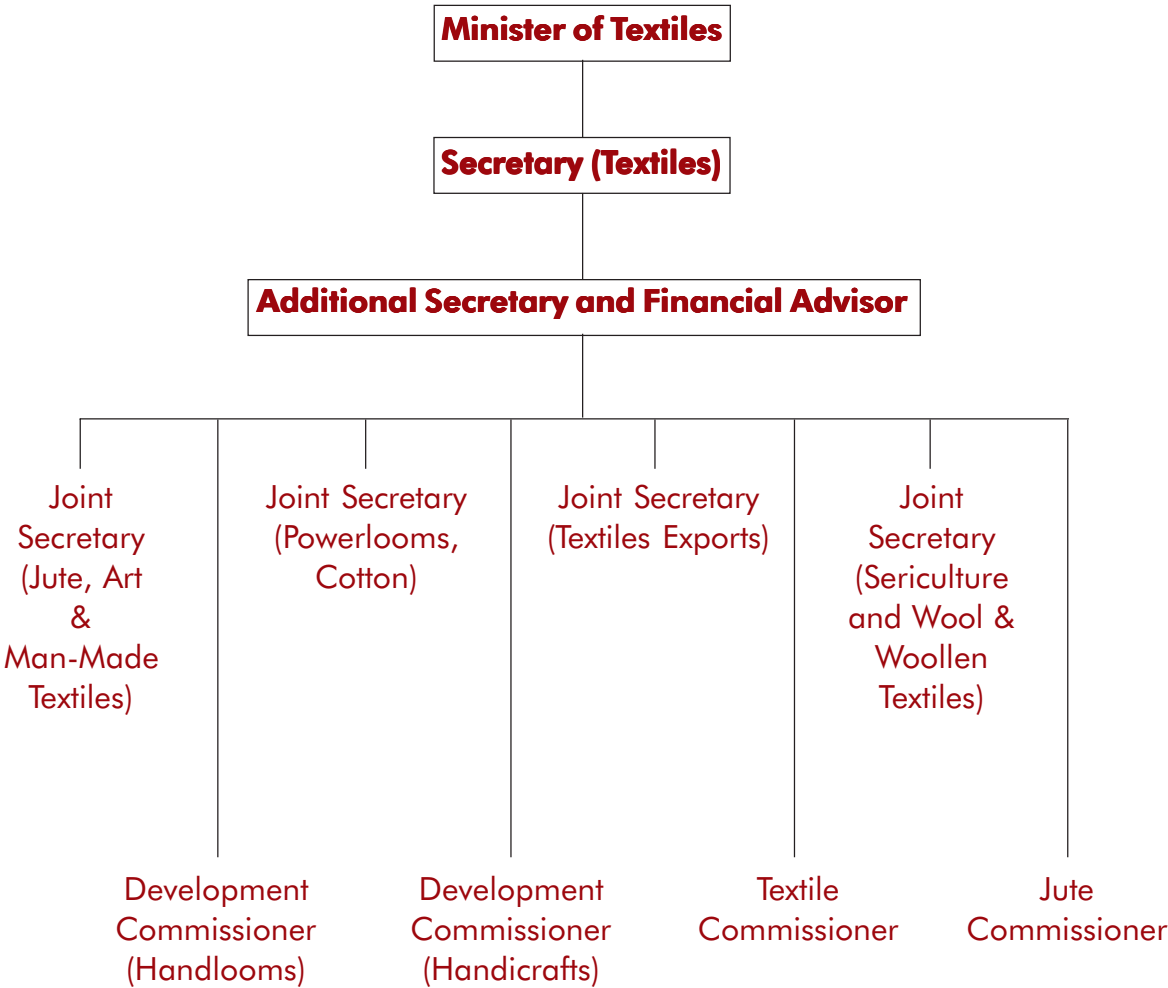 Minister of Textiles
Secretary (Textiles)
Additional Secretary and Financial Advisor
Joint
Secretary
(Jute, Art
&
Man-Made
Textiles)
Joint Secretary
(Powerlooms,
Cotton)
Joint Secretary
(Textiles Exports)
Joint
Secretary
(Sericulture
and Wool &
Woollen
Textiles)
Development
Commissioner
(Handlooms)
Development
Commissioner
(Handicrafts)
Textile
Commissioner
Jute
Commissioner